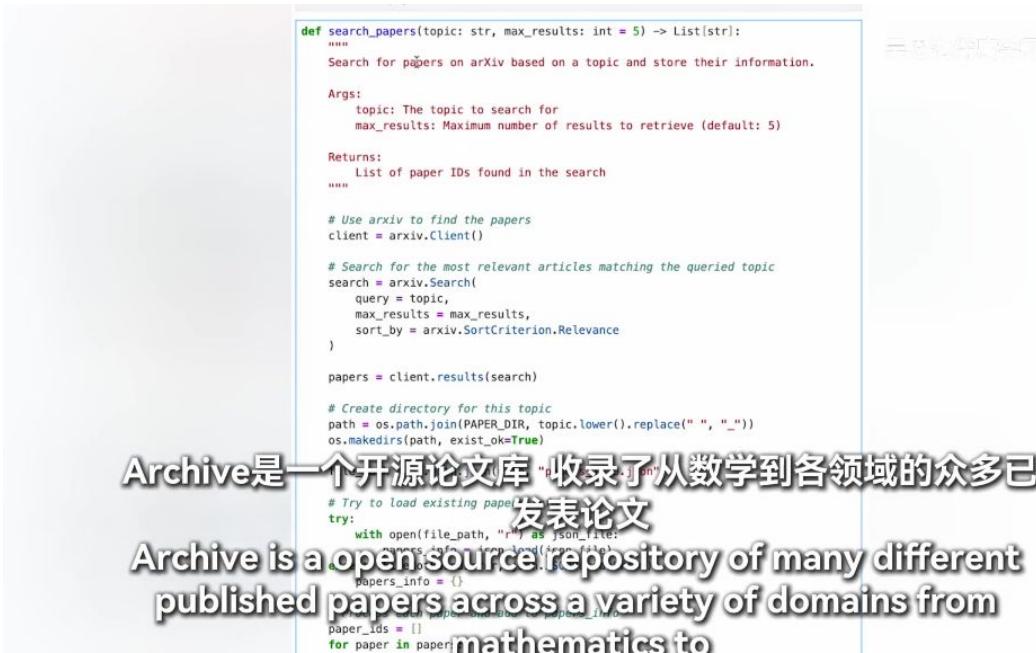 def search_papers(topic: str, max_results: int = 5) -> List[str]:
"""
Search for papers on arXiv based on a topic and store their information.
Args:
topic: The topic to search for
max_results: Maximum number of results to retrieve (default: 5)
Returns:
List of paper IDs found in the search
"""
# Use arxiv to find the papers
client = arxiv.Client()
# Search for the most relevant articles matching the queried topic
search = arxiv.Search(
query = topic,
max_results = max_results,
sort_by = arxiv.SortCriterion.Relevance
)
papers = client.results(search)
# Create directory for this topic
path = os.path.join(PAPER_DIR, topic.lower().replace(" ", "_"))
os.makedirs(path, exist_ok=True)
Archive是一个开源论文库 收录了从数学到各领域的众多已
# Try to load existing
发表论文
try:
with open(file_path, "r") as json_file:
Archive is a open source repository of many different
papers_info = {}
published papers across a variety of domains from
paper_ids = []
for paper in
mathematics to